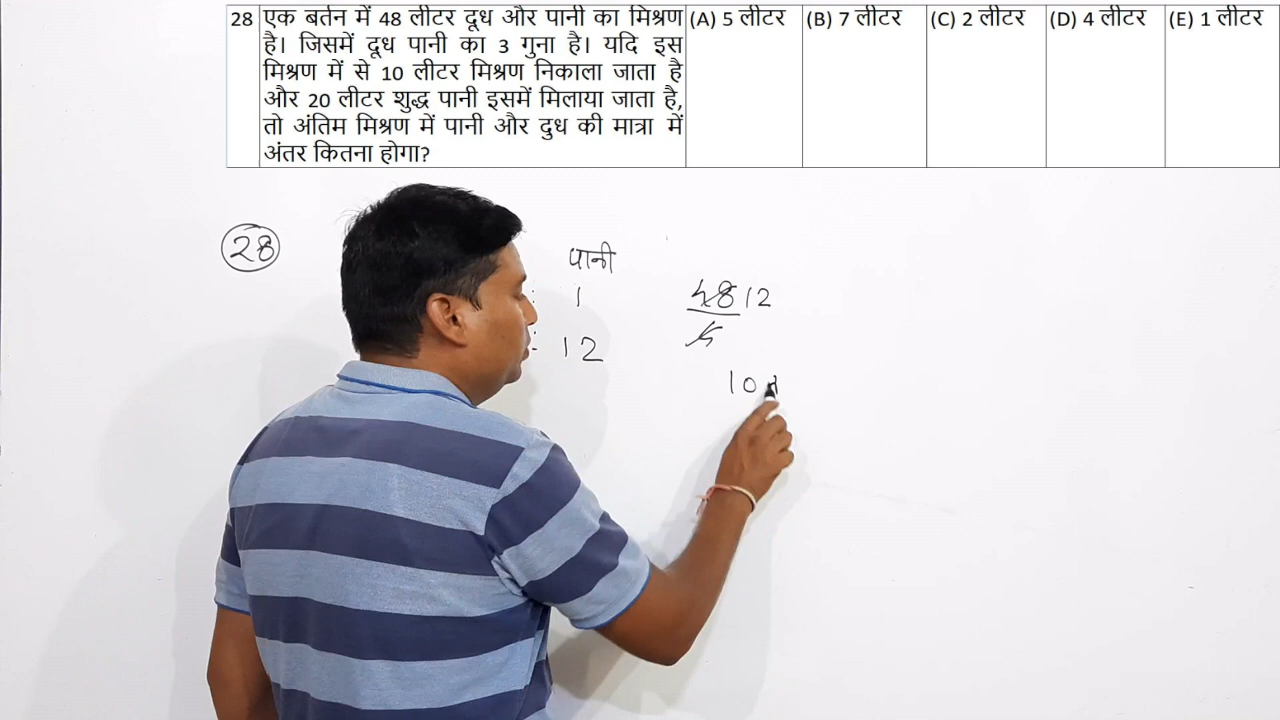 28 एक बर्तन में 48 लीटर दूध और पानी का मिश्रण (A) 5 लीटर (B) 7 लीटर (C) 2 लीटर (D) 4 लीटर (E) 1 लीटर
है। जिसमें दूध पानी का 3 गुना है। यदि इस
मिश्रण में से 10 लीटर मिश्रण निकाला जाता है
और 20 लीटर शुद्ध पानी इसमें मिलाया जाता है,
तो अंतिम मिश्रण में पानी और दुध की मात्रा में
अंतर कितना होगा?
28
पानी
: 1 48 12
: 12 4
10